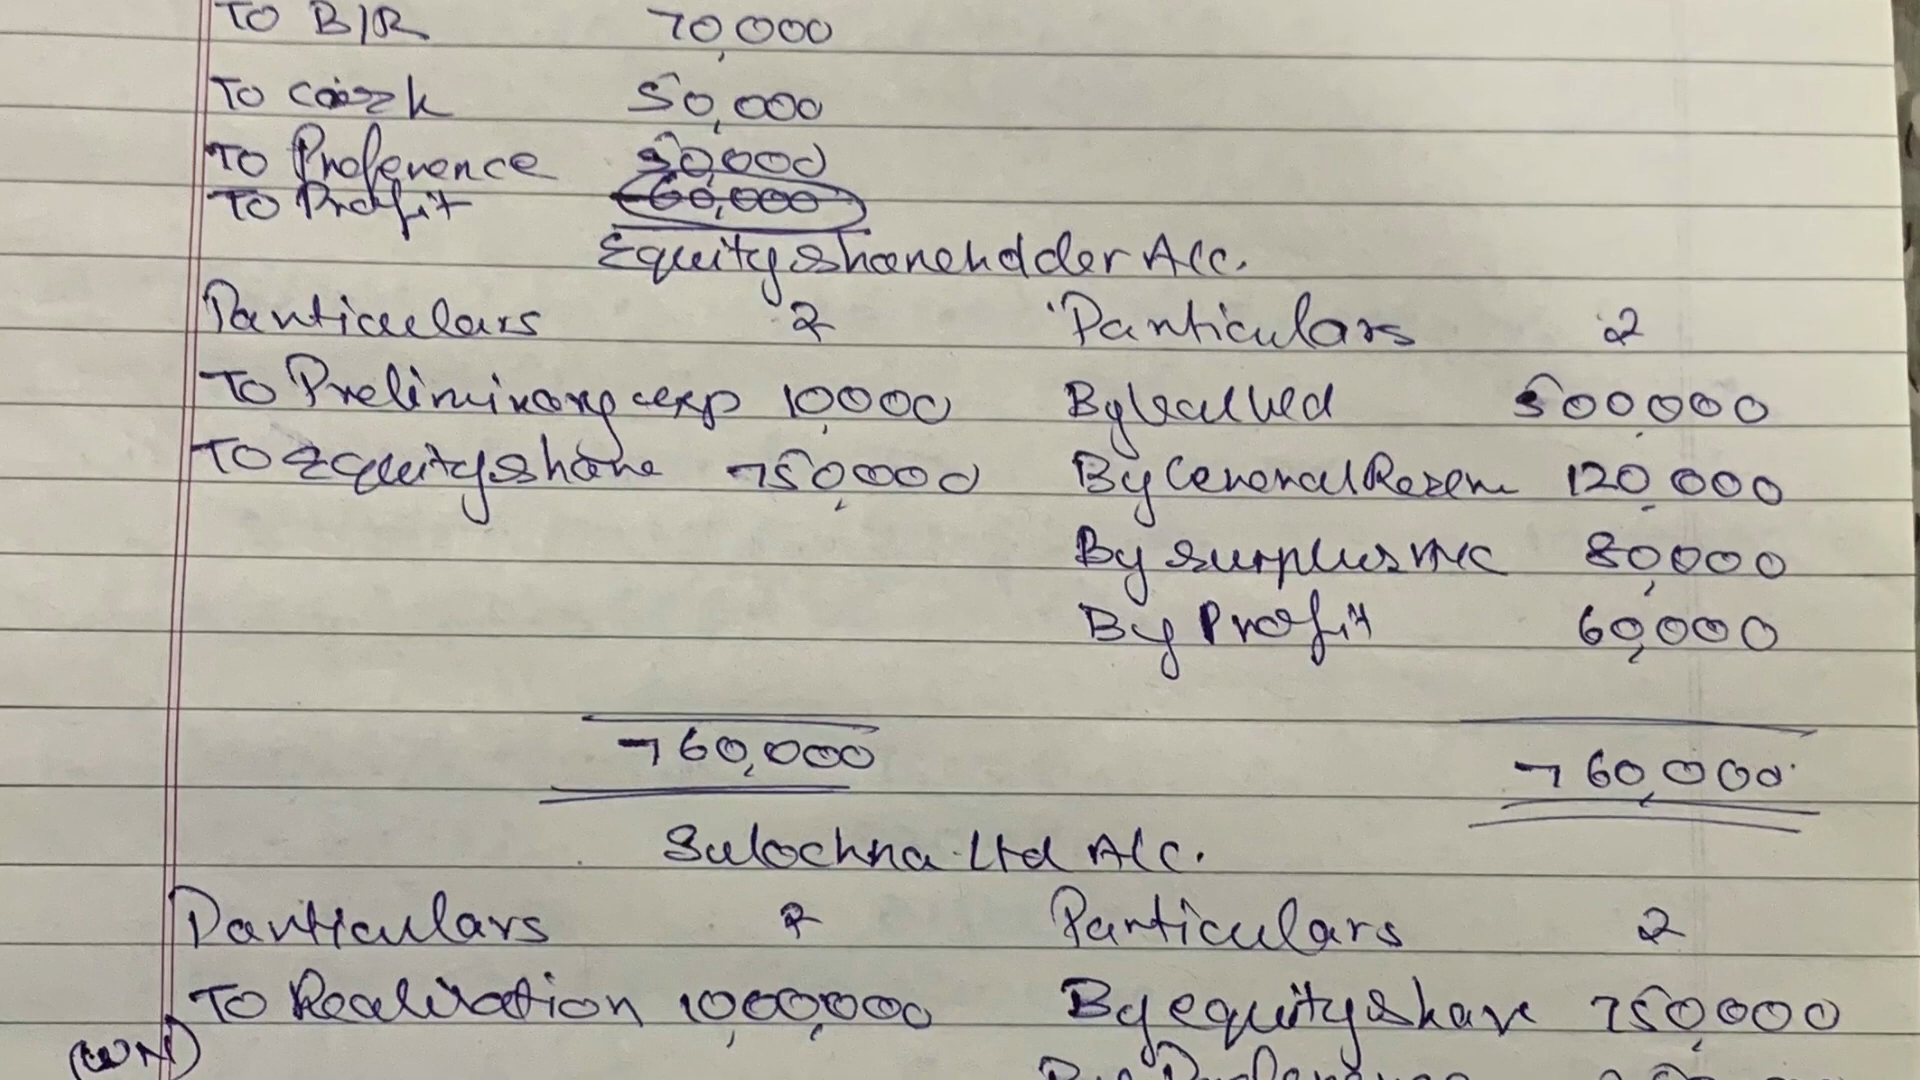 To B/R 70,000
To cash 50,000
To Preference 30,000
To Profit 60,000
Equity shareholder A/c.
Particulars ₹ Particulars ₹
To Preliminary exp 10,000 By 500,000
To Equity share 750,000 By General Reserve 120,000
By surplus 80,000
By Profit 60,000
760,000 760,000
Sulochna Ltd A/c.
Particulars ₹ Particulars ₹
To Realisation 10,00,000 By equity share 750,000
(WN)